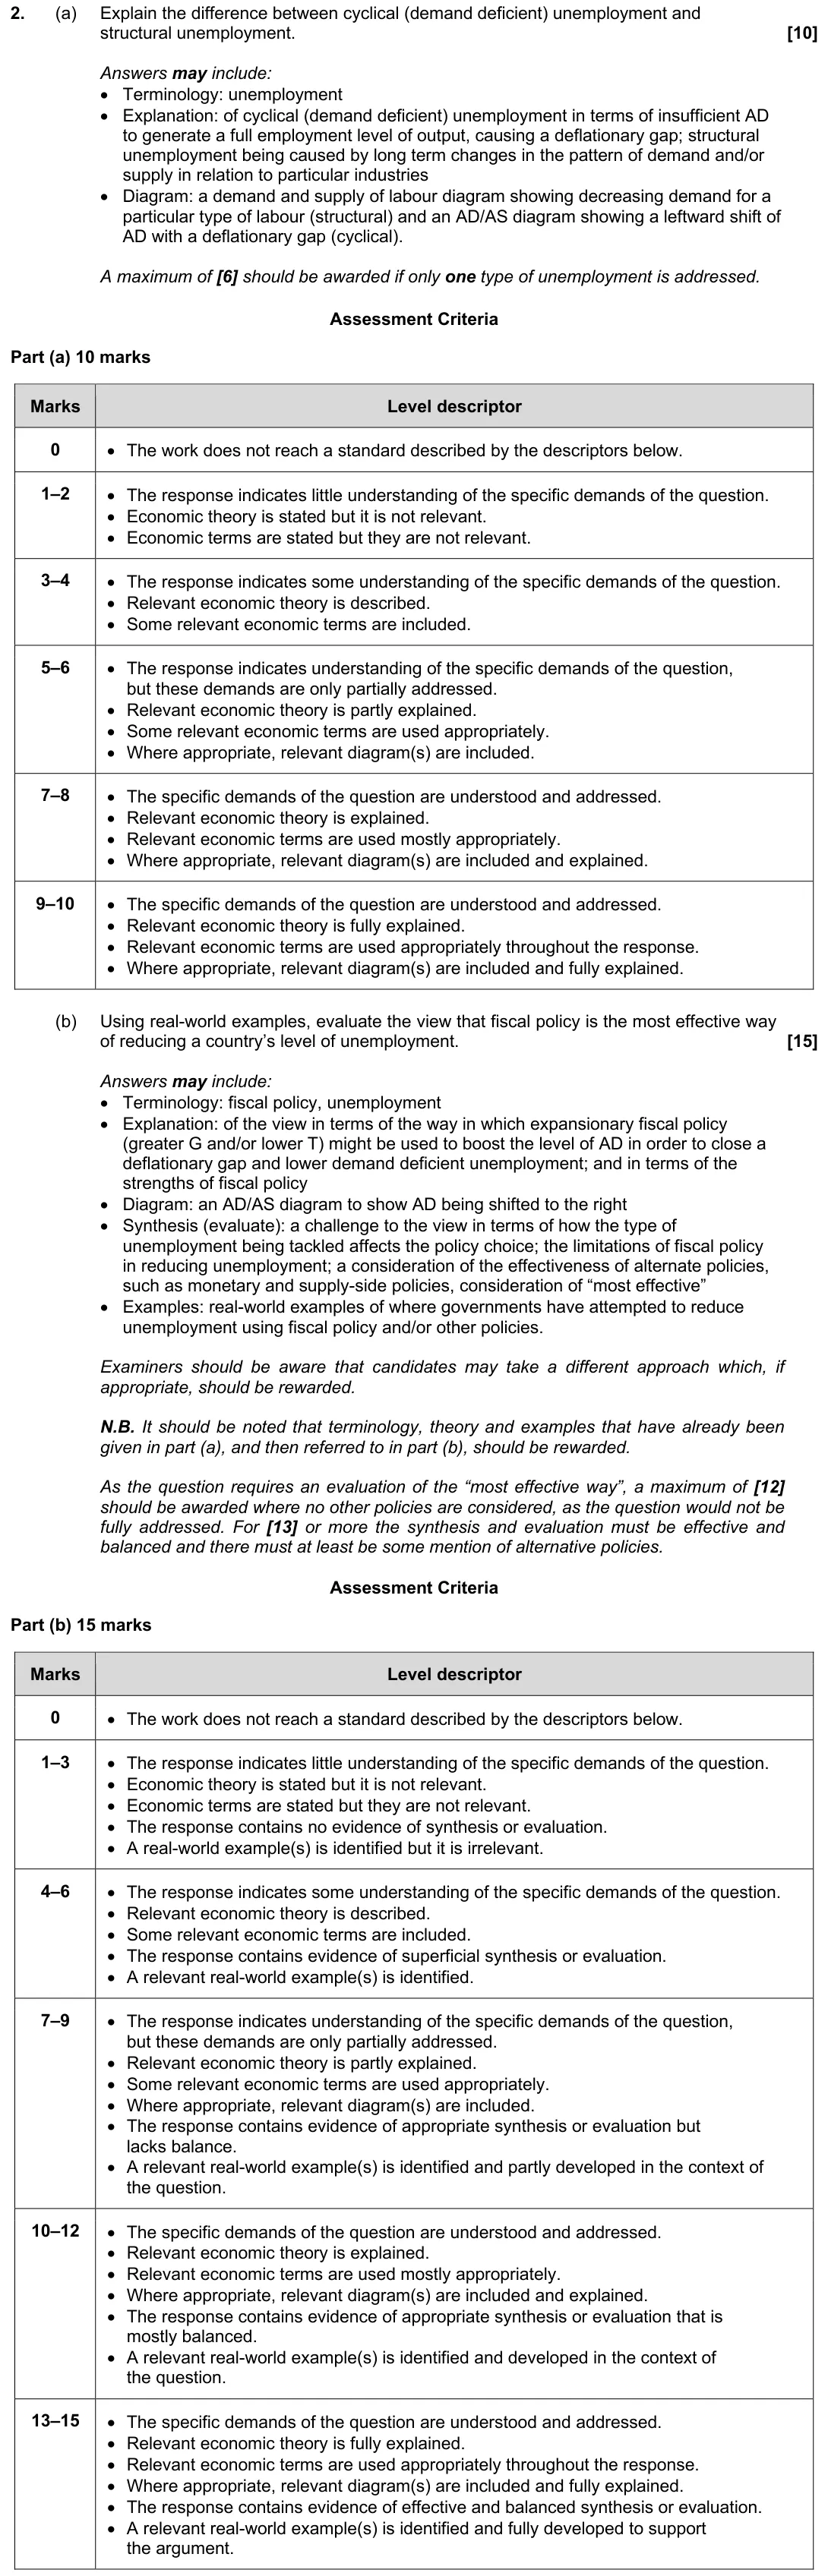 2. (a) Explain the difference between cyclical (demand deficient) unemployment and
structural unemployment. [10]
Answers may include:
• Terminology: unemployment
• Explanation: of cyclical (demand deficient) unemployment in terms of insufficient AD
to generate a full employment level of output, causing a deflationary gap; structural
unemployment being caused by long term changes in the pattern of demand and/or
supply in relation to particular industries
• Diagram: a demand and supply of labour diagram showing decreasing demand for a
particular type of labour (structural) and an AD/AS diagram showing a leftward shift of
AD with a deflationary gap (cyclical).
A maximum of [6] should be awarded if only one type of unemployment is addressed.
Assessment Criteria
Part (a) 10 marks
Marks Level descriptor
0 • The work does not reach a standard described by the descriptors below.
1–2 • The response indicates little understanding of the specific demands of the question.
• Economic theory is stated but it is not relevant.
• Economic terms are stated but they are not relevant.
3–4 • The response indicates some understanding of the specific demands of the question.
• Relevant economic theory is described.
• Some relevant economic terms are included.
5–6 • The response indicates understanding of the specific demands of the question,
but these demands are only partially addressed.
• Relevant economic theory is partly explained.
• Some relevant economic terms are used appropriately.
• Where appropriate, relevant diagram(s) are included.
7–8 • The specific demands of the question are understood and addressed.
• Relevant economic theory is explained.
• Relevant economic terms are used mostly appropriately.
• Where appropriate, relevant diagram(s) are included and explained.
9–10 • The specific demands of the question are understood and addressed.
• Relevant economic theory is fully explained.
• Relevant economic terms are used appropriately throughout the response.
• Where appropriate, relevant diagram(s) are included and fully explained.
(b) Using real-world examples, evaluate the view that fiscal policy is the most effective way
of reducing a country’s level of unemployment. [15]
Answers may include:
• Terminology: fiscal policy, unemployment
• Explanation: of the view in terms of the way in which expansionary fiscal policy
(greater G and/or lower T) might be used to boost the level of AD in order to close a
deflationary gap and lower demand deficient unemployment; and in terms of the
strengths of fiscal policy
• Diagram: an AD/AS diagram to show AD being shifted to the right
• Synthesis (evaluate): a challenge to the view in terms of how the type of
unemployment being tackled affects the policy choice; the limitations of fiscal policy
in reducing unemployment; a consideration of the effectiveness of alternate policies,
such as monetary and supply-side policies, consideration of “most effective”
• Examples: real-world examples of where governments have attempted to reduce
unemployment using fiscal policy and/or other policies.
Examiners should be aware that candidates may take a different approach which, if
appropriate, should be rewarded.
N.B. It should be noted that terminology, theory and examples that have already been
given in part (a), and then referred to in part (b), should be rewarded.
As the question requires an evaluation of the “most effective way”, a maximum of [12]
should be awarded where no other policies are considered, as the question would not be
fully addressed. For [13] or more the synthesis and evaluation must be effective and
balanced and there must at least be some mention of alternative policies.
Assessment Criteria
Part (b) 15 marks
Marks Level descriptor
0 • The work does not reach a standard described by the descriptors below.
1–3 • The response indicates little understanding of the specific demands of the question.
• Economic theory is stated but it is not relevant.
• Economic terms are stated but they are not relevant.
• The response contains no evidence of synthesis or evaluation.
• A real-world example(s) is identified but it is irrelevant.
4–6 • The response indicates some understanding of the specific demands of the question.
• Relevant economic theory is described.
• Some relevant economic terms are included.
• The response contains evidence of superficial synthesis or evaluation.
• A relevant real-world example(s) is identified.
7–9 • The response indicates understanding of the specific demands of the question,
but these demands are only partially addressed.
• Relevant economic theory is partly explained.
• Some relevant economic terms are used appropriately.
• Where appropriate, relevant diagram(s) are included.
• The response contains evidence of appropriate synthesis or evaluation but
lacks balance.
• A relevant real-world example(s) is identified and partly developed in the context of
the question.
10–12 • The specific demands of the question are understood and addressed.
• Relevant economic theory is explained.
• Relevant economic terms are used mostly appropriately.
• Where appropriate, relevant diagram(s) are included and explained.
• The response contains evidence of appropriate synthesis or evaluation that is
mostly balanced.
• A relevant real-world example(s) is identified and developed in the context of
the question.
13–15 • The specific demands of the question are understood and addressed.
• Relevant economic theory is fully explained.
• Relevant economic terms are used appropriately throughout the response.
• Where appropriate, relevant diagram(s) are included and fully explained.
• The response contains evidence of effective and balanced synthesis or evaluation.
• A relevant real-world example(s) is identified and fully developed to support
the argument.